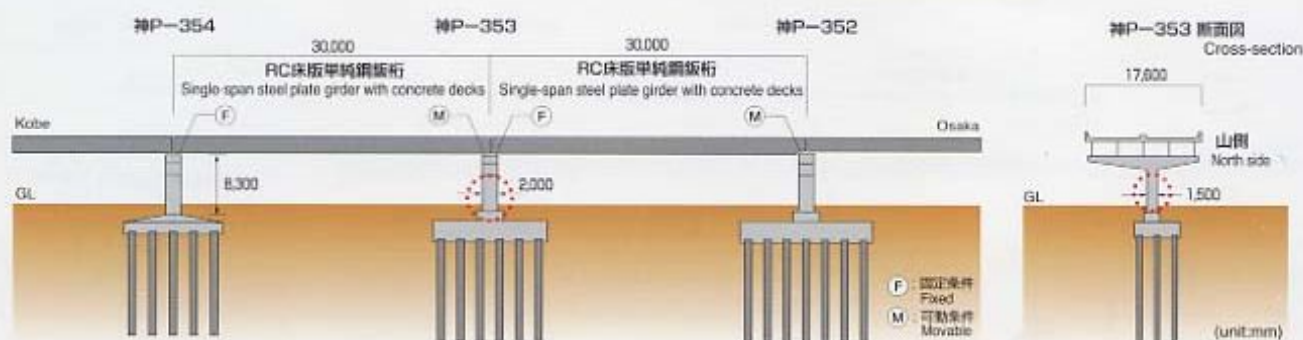 神P-354
神P-353
神P-352
30,000
30,000
RC床版単純鋼鈑桁
Single-span steel plate girder with concrete decks
RC床版単純鋼鈑桁
Single-span steel plate girder with concrete decks
F
M
F
M
Kobe
Osaka
8,300
2,000
GL
F : 固定条件
Fixed
M : 可動条件
Movable
神P-353 断面図
Cross-section
17,600
山側
North side
1,500
GL
(unit:mm)